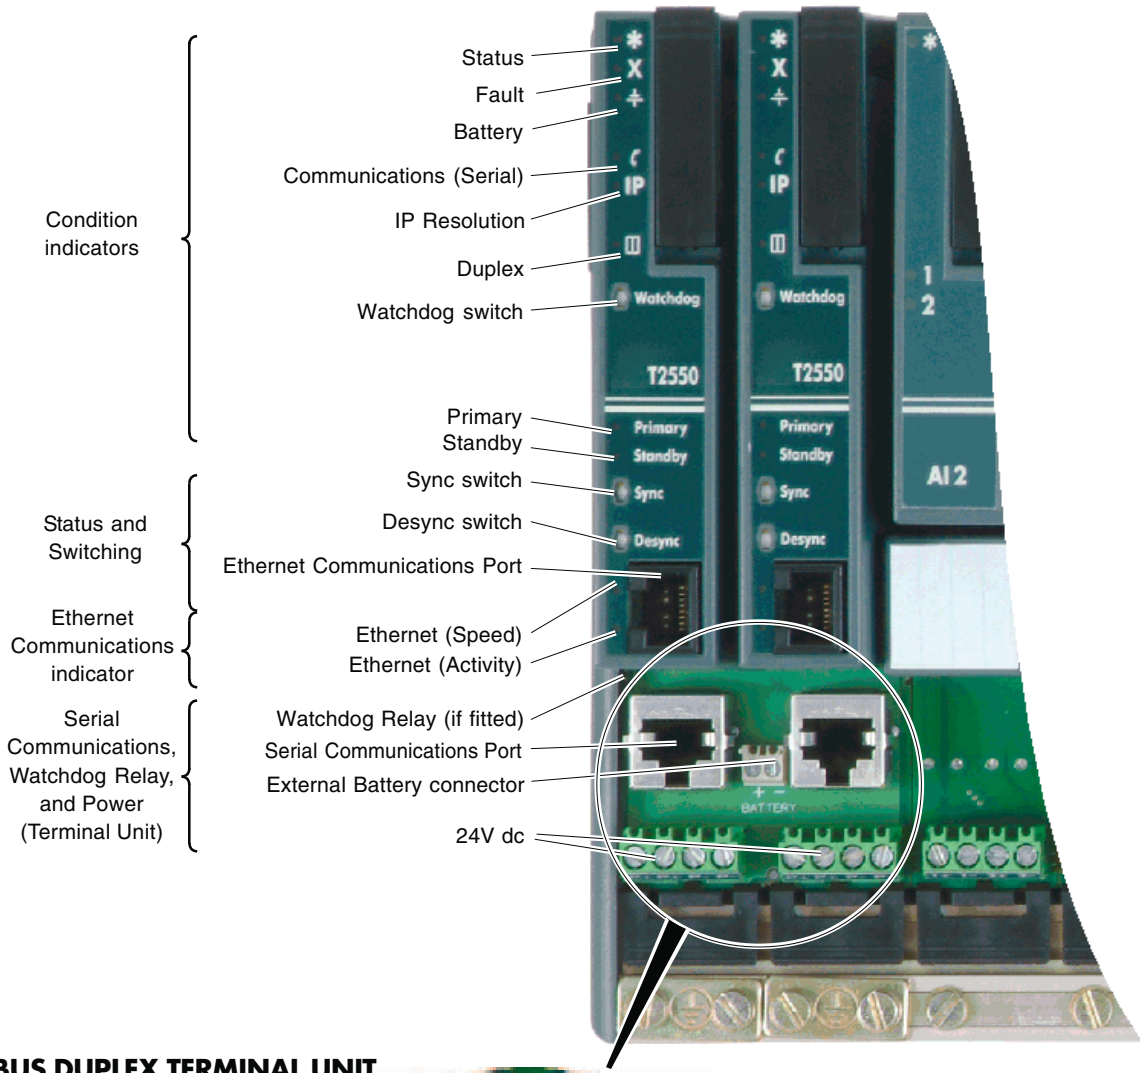 Condition
indicators
Status
Fault
Battery
Communications (Serial)
IP Resolution
Duplex
Watchdog switch
Primary
Standby
Status and
Switching
Sync switch
Desync switch
Ethernet Communications Port
Ethernet
Communications
indicator
Ethernet (Speed)
Ethernet (Activity)
Serial
Communications,
Watchdog Relay,
and Power
(Terminal Unit)
Watchdog Relay (if fitted)
Serial Communications Port
External Battery connector
24V dc
X
IP
Watchdog
T2550
Primary
Standby
Sync
Desync
X
IP
Watchdog
T2550
Primary
Standby
Sync
Desync
1
2
AI 2
+ −
BATTERY
BUS DUPLEX TERMINAL UNIT